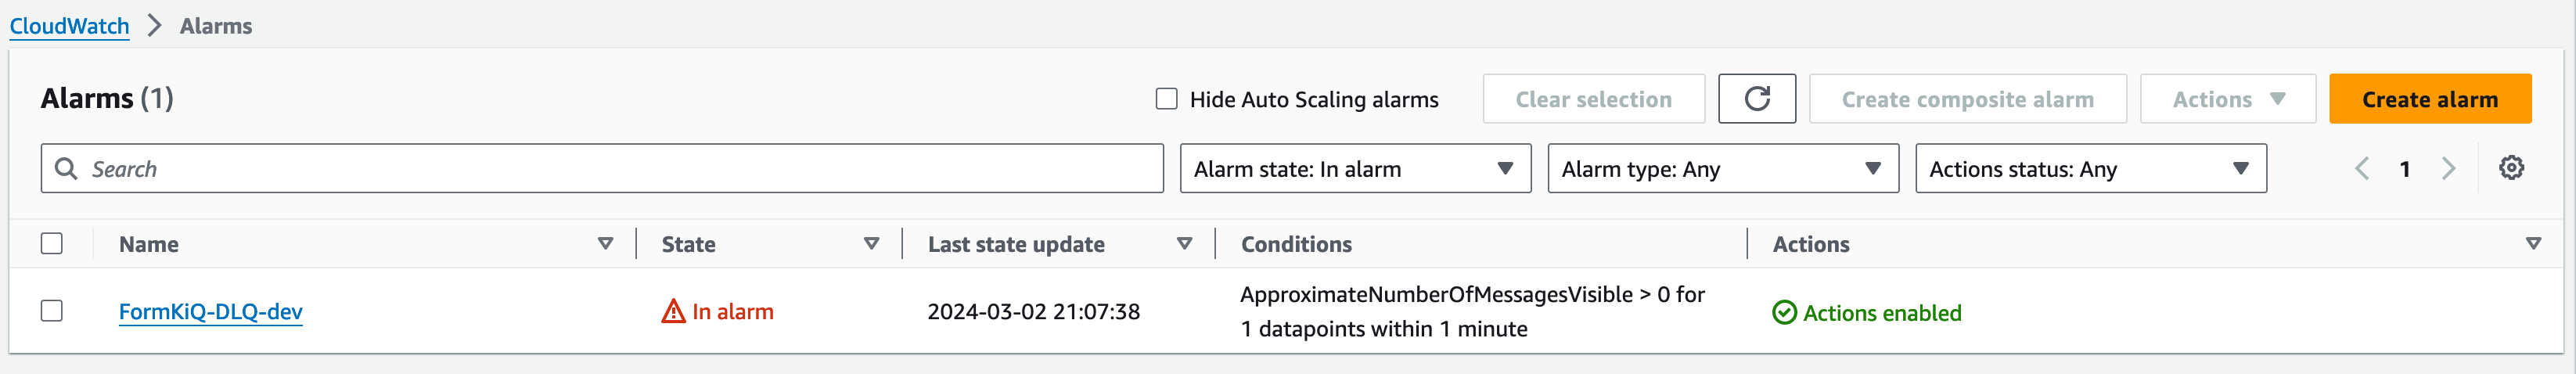 CloudWatch > Alarms
Alarms (1)
Hide Auto Scaling alarms
Clear selection
Create composite alarm
Actions
Create alarm
Search
Alarm state: In alarm
Alarm type: Any
Actions status: Any
1
Name
State
Last state update
Conditions
Actions
FormKiQ-DLQ-dev
In alarm
2024-03-02 21:07:38
ApproximateNumberOfMessagesVisible > 0 for
1 datapoints within 1 minute
Actions enabled